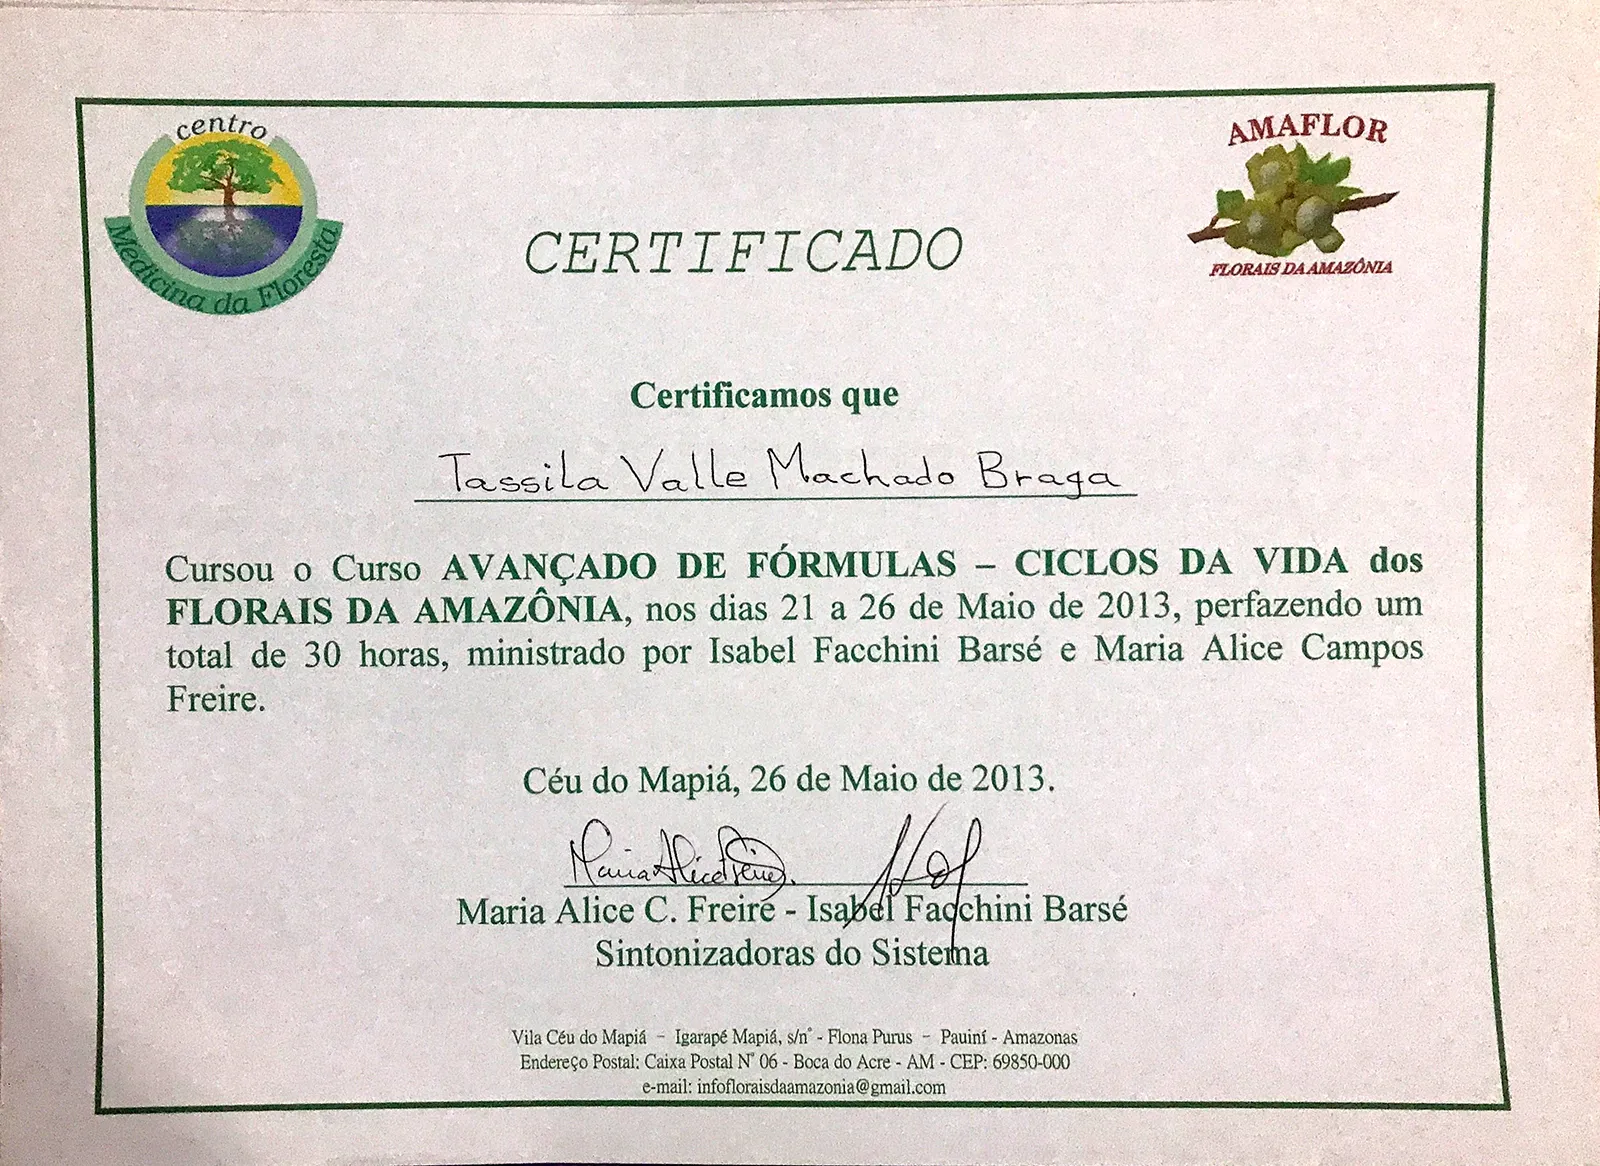 centro
Medicina da Floresta
AMAFLOR
FLORAIS DA AMAZÔNIA
CERTIFICADO
Certificamos que
Tassila Valle Machado Braga
Cursou o Curso AVANÇADO DE FÓRMULAS – CICLOS DA VIDA dos
FLORAIS DA AMAZÔNIA, nos dias 21 a 26 de Maio de 2013, perfazendo um
total de 30 horas, ministrado por Isabel Facchini Barsé e Maria Alice Campos
Freire.
Céu do Mapiá, 26 de Maio de 2013.
Maria Alice Freire.
Maria Alice C. Freire - Isabel Facchini Barsé
Sintonizadoras do Sistema
Vila Céu do Mapiá – Igarapé Mapiá, s/nº - Flona Purus – Pauiní - Amazonas
Endereço Postal: Caixa Postal Nº 06 - Boca do Acre - AM - CEP: 69850-000
e-mail: infofloraisdaamazonia@gmail.com